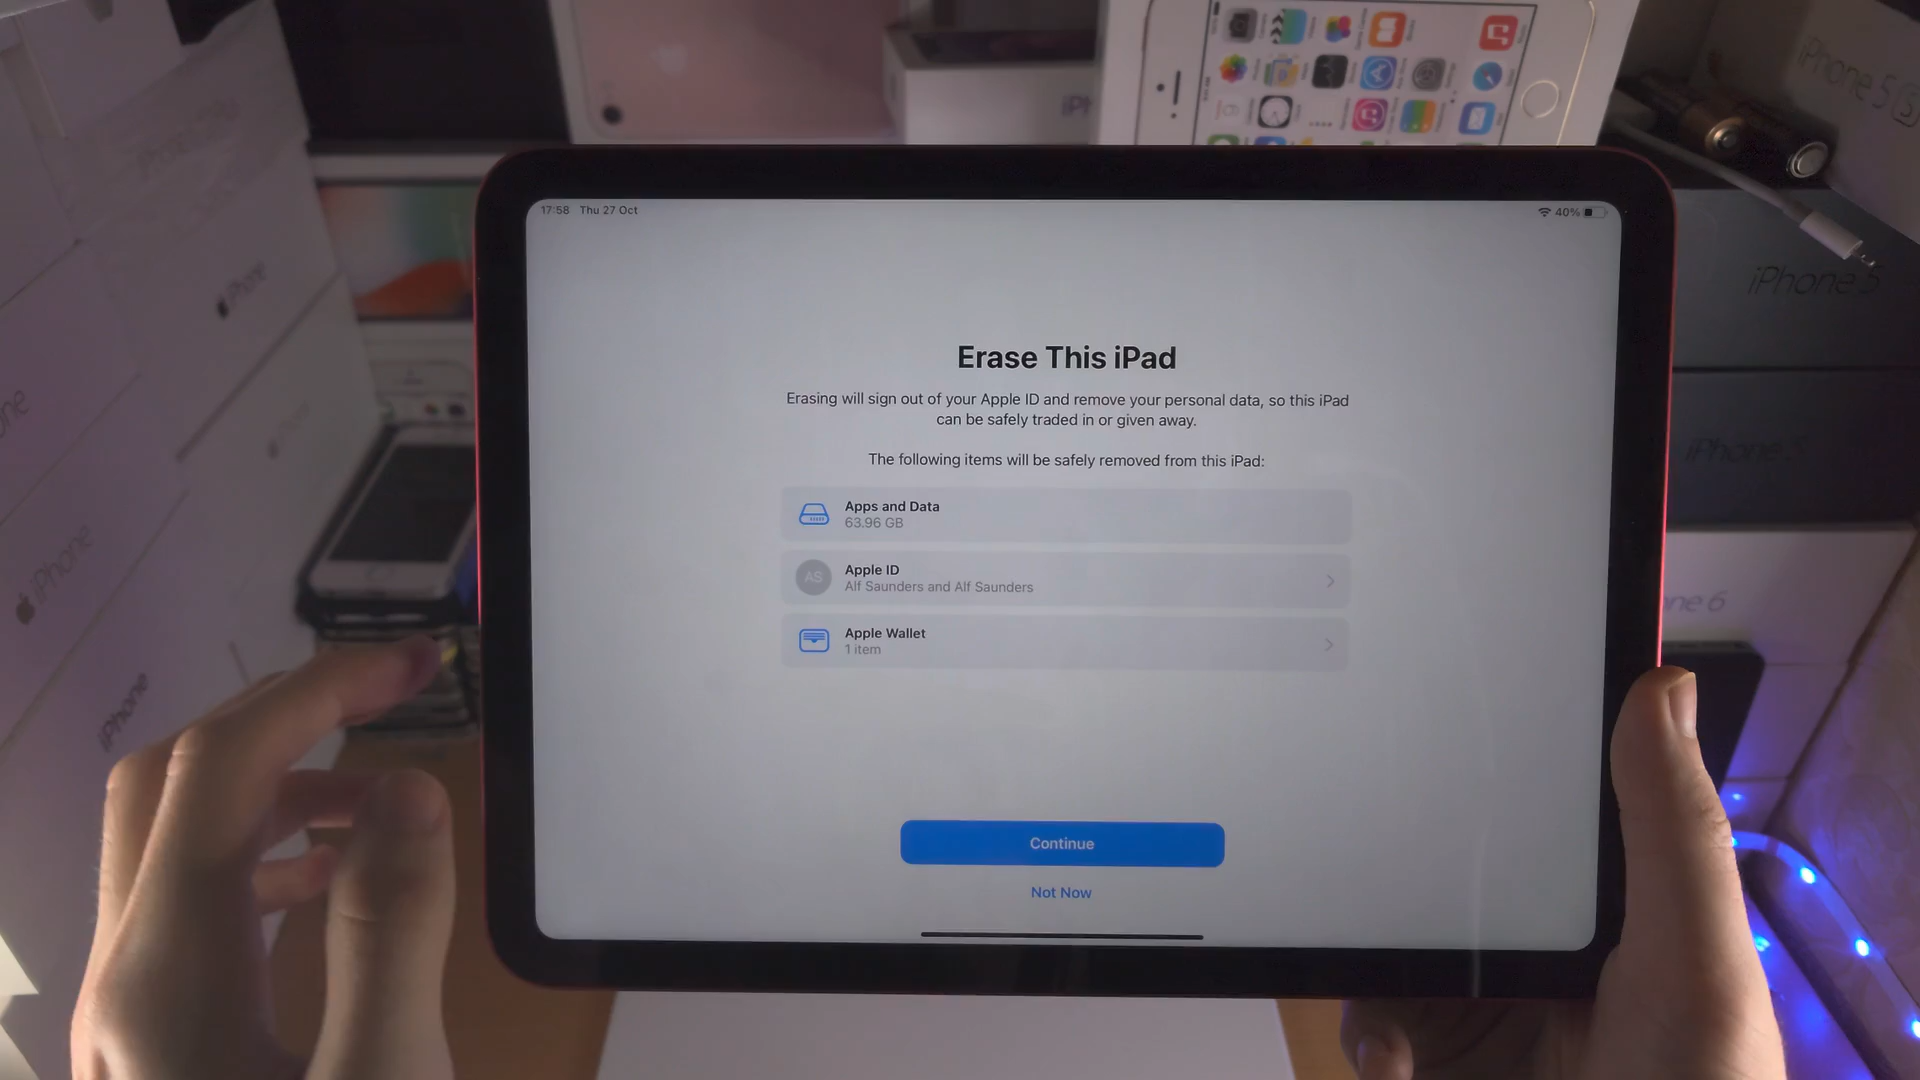 iPhone 5 S
iPhone
iPhone 5
iPhone 5
17:58 Thu 27 Oct
40%
Erase This iPad
Erasing will sign out of your Apple ID and remove your personal data, so this iPad
can be safely traded in or given away.
The following items will be safely removed from this iPad:
Apps and Data
63.96 GB
AS
Apple ID
Alf Saunders and Alf Saunders
Apple Wallet
1 item
Continue
Not Now
iPhone
iPhone